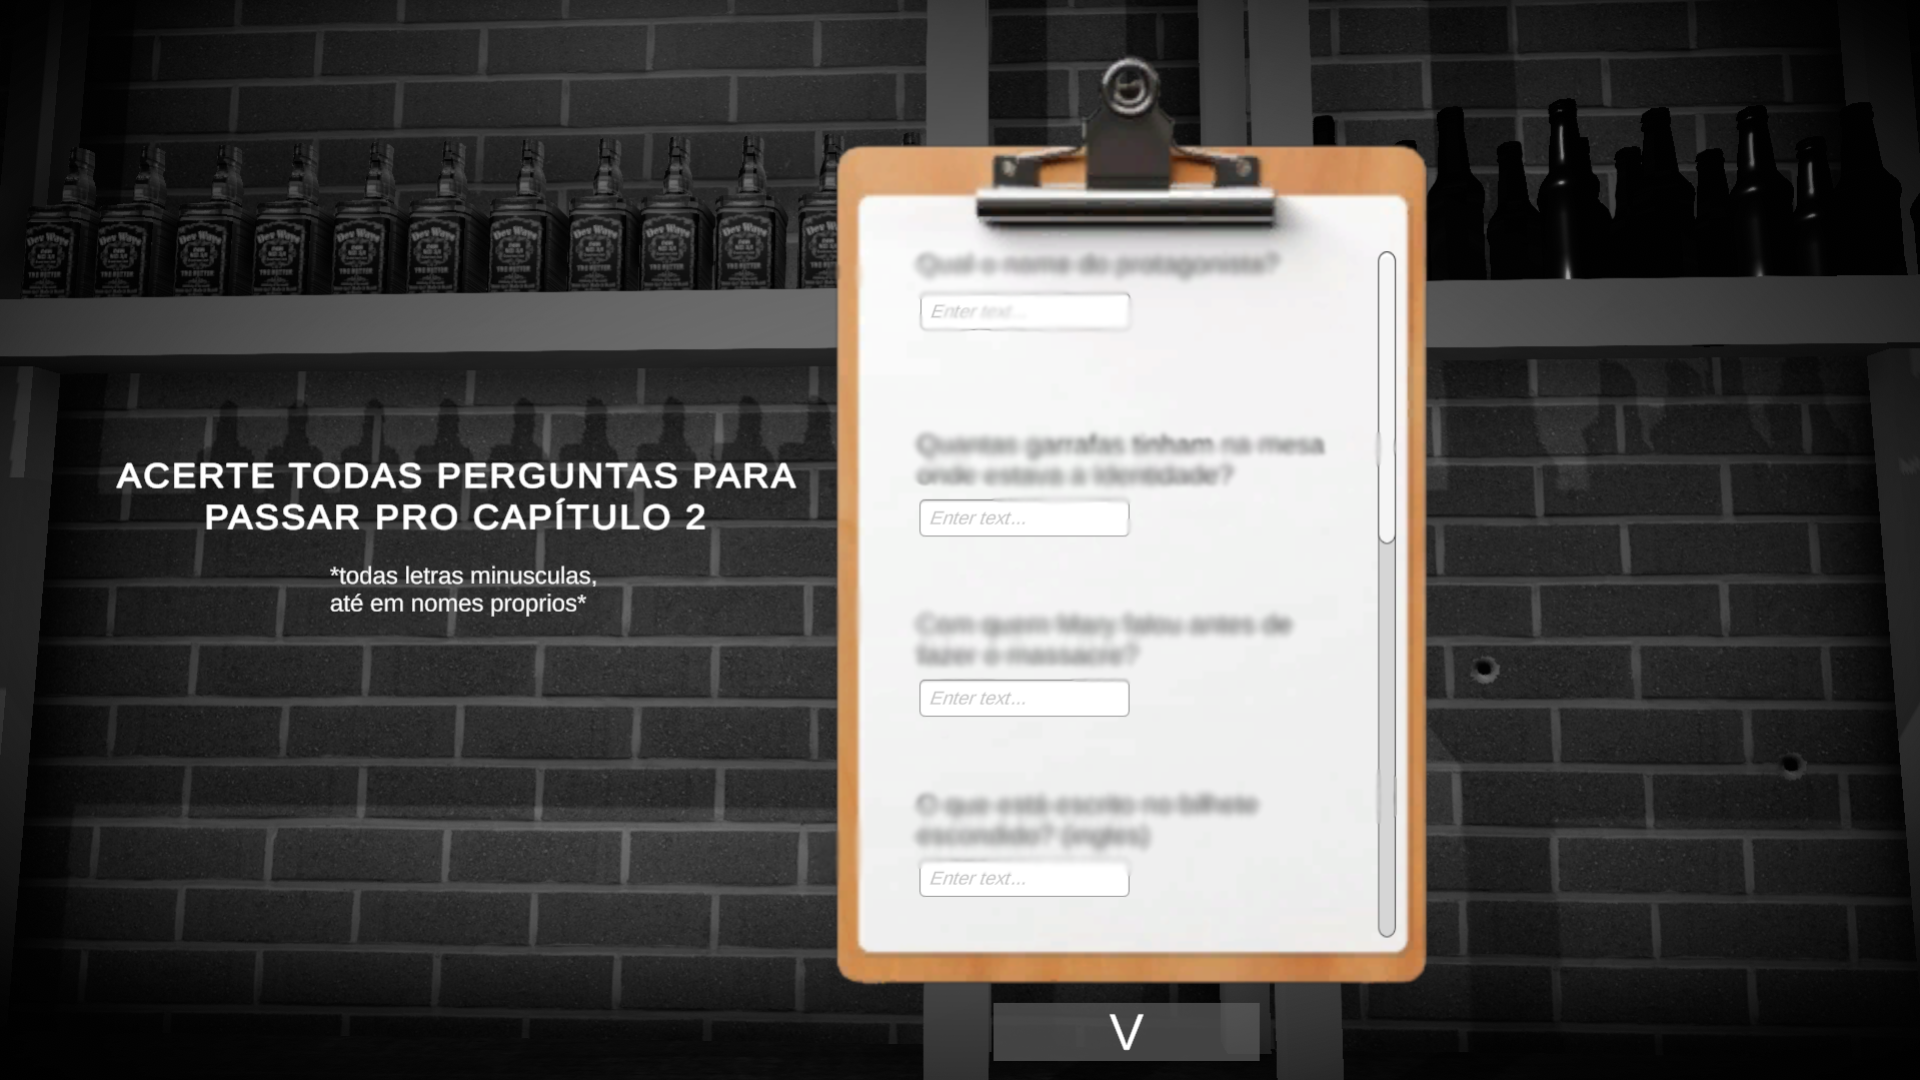 ACERTE TODAS PERGUNTAS PARA
PASSAR PRO CAPÍTULO 2
*todas letras minusculas,
até em nomes proprios*
Qual o nome do protagonista?
Enter text...
Quantas garrafas tinham na mesa
onde estava a Identidade?
Enter text...
Com quem Mary falou antes de
fazer o massacre?
Enter text...
O que está escrito no bilhete
escondido? (ingles)
Enter text...
V